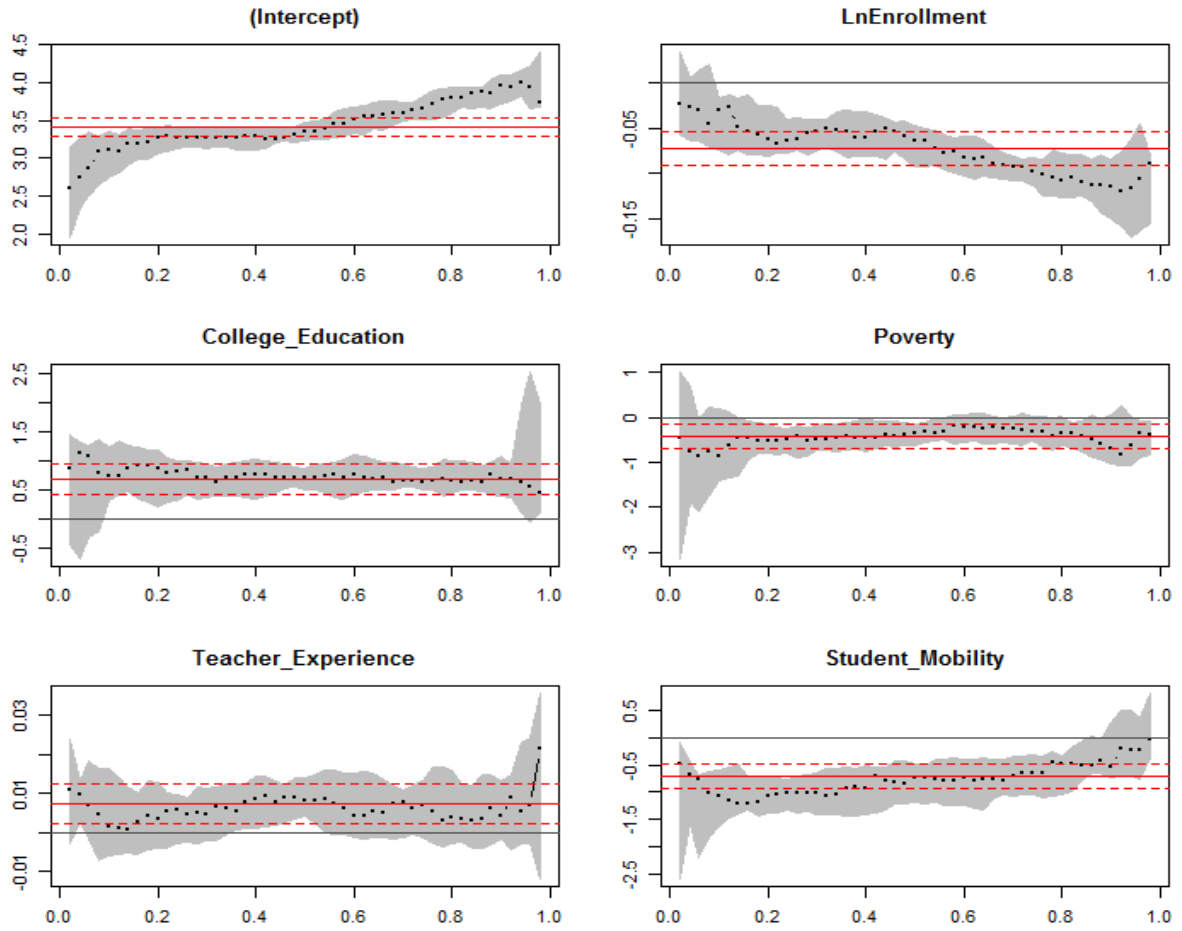 (Intercept)
4.5
4.0
3.5
3.0
2.5
2.0
0.0 0.2 0.4 0.6 0.8 1.0
LnEnrollment
-0.05
-0.15
0.0 0.2 0.4 0.6 0.8 1.0
College_Education
2.5
1.5
0.5
-0.5
0.0 0.2 0.4 0.6 0.8 1.0
Poverty
1
0
-1
-2
-3
0.0 0.2 0.4 0.6 0.8 1.0
Teacher_Experience
0.03
0.01
-0.01
0.0 0.2 0.4 0.6 0.8 1.0
Student_Mobility
0.5
-0.5
-1.5
-2.5
0.0 0.2 0.4 0.6 0.8 1.0